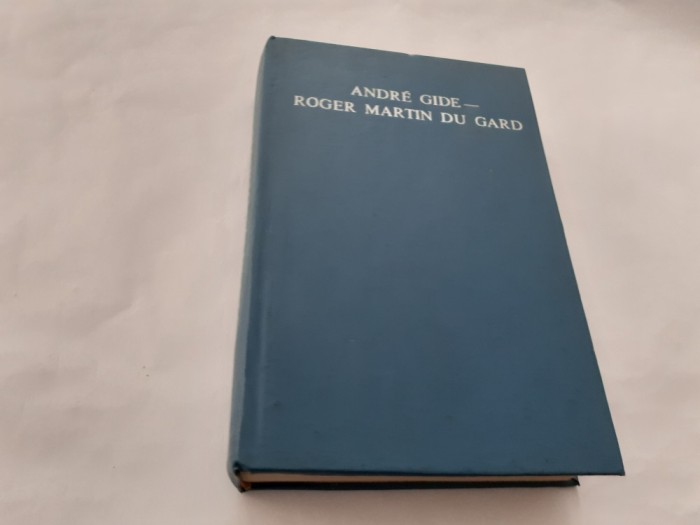 ANDRÉ GIDE —
ROGER MARTIN DU GARD